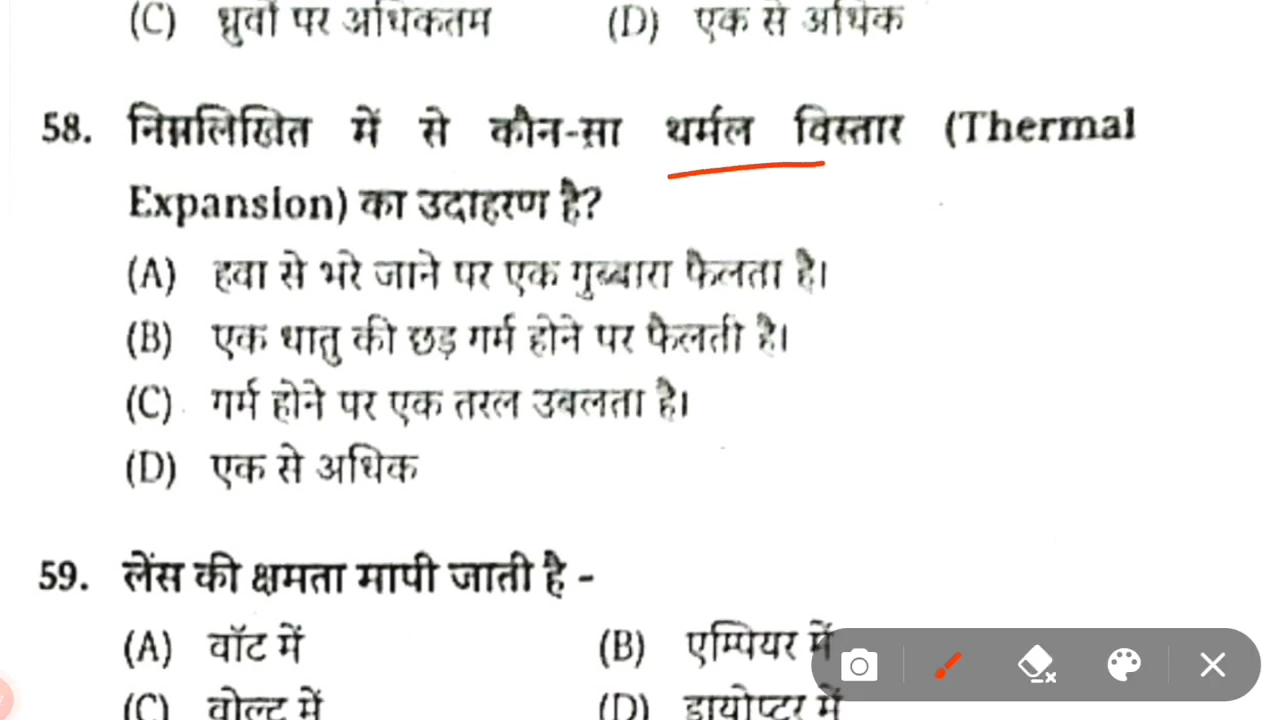 (C) ध्रुवों पर अधिकतम (D) एक से अधिक
58. निम्नलिखित में से कौन-सा थर्मल विस्तार (Thermal
Expansion) का उदाहरण है?
(A) हवा से भरे जाने पर एक गुब्बारा फैलता है।
(B) एक धातु की छड़ गर्म होने पर फैलती है।
(C) गर्म होने पर एक तरल उबलता है।
(D) एक से अधिक
59. लेंस की क्षमता मापी जाती है -
(A) वॉट में (B) एम्पियर में
(C) वोल्ट में (D) डायोप्टर में